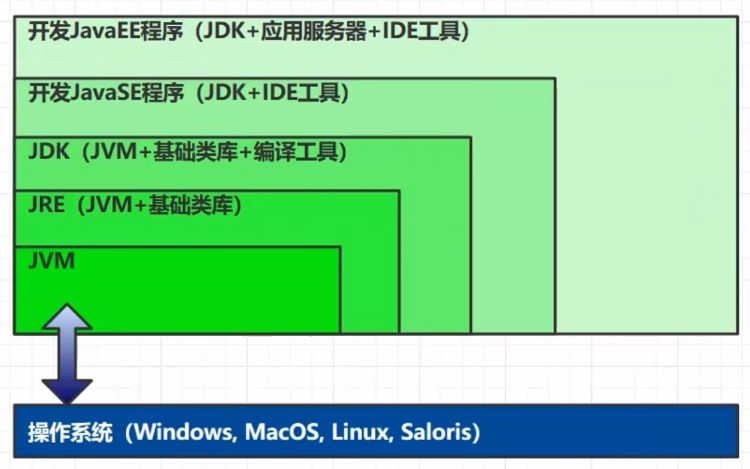 开发JavaEE程序（JDK+应用服务器+IDE工具）
开发JavaSE程序（JDK+IDE工具）
JDK（JVM+基础类库+编译工具）
JRE（JVM+基础类库）
JVM
操作系统（Windows, MacOS, Linux, Saloris）